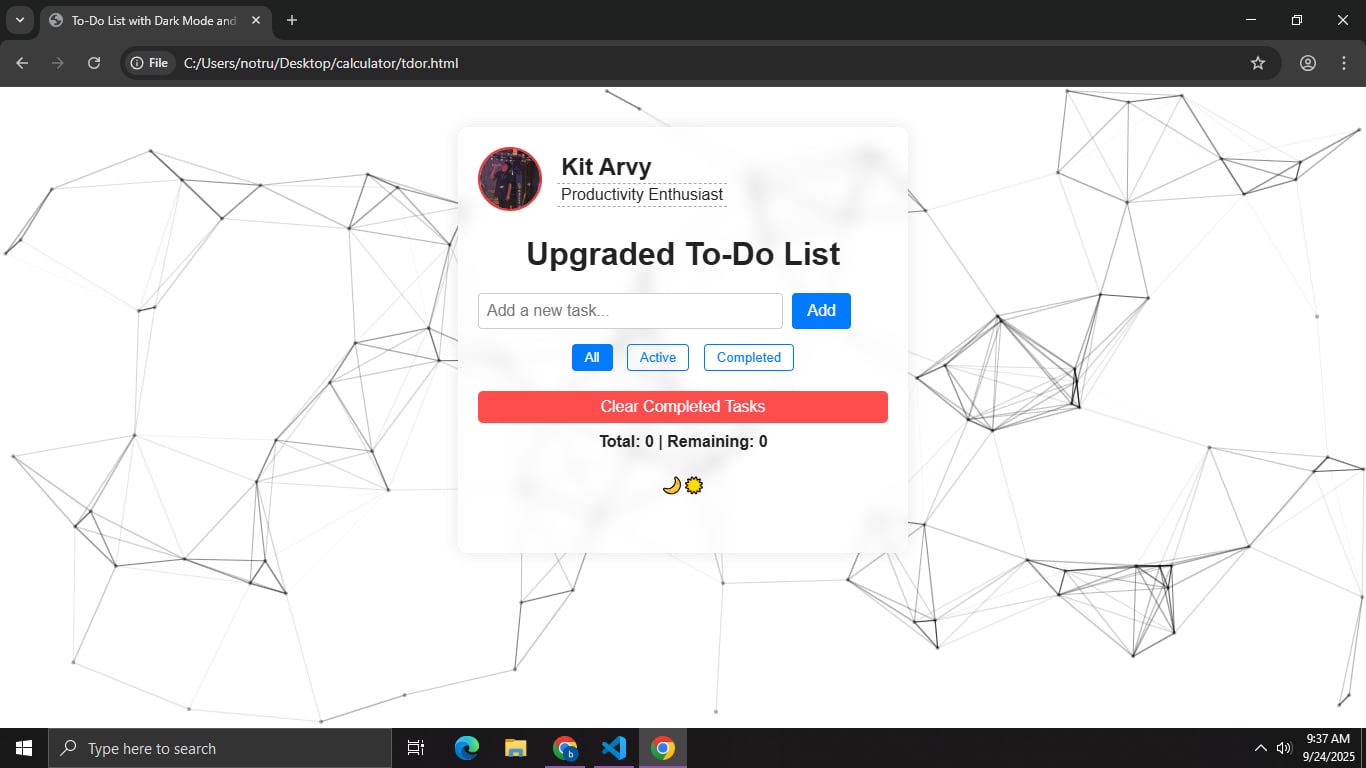 To-Do List with Dark Mode and
File
C:/Users/notru/Desktop/calculator/tdor.html
Kit Arvy
Productivity Enthusiast
Upgraded To-Do List
Add a new task...
Add
All
Active
Completed
Clear Completed Tasks
Total: 0 | Remaining: 0
Type here to search
b
9:37 AM
9/24/2025